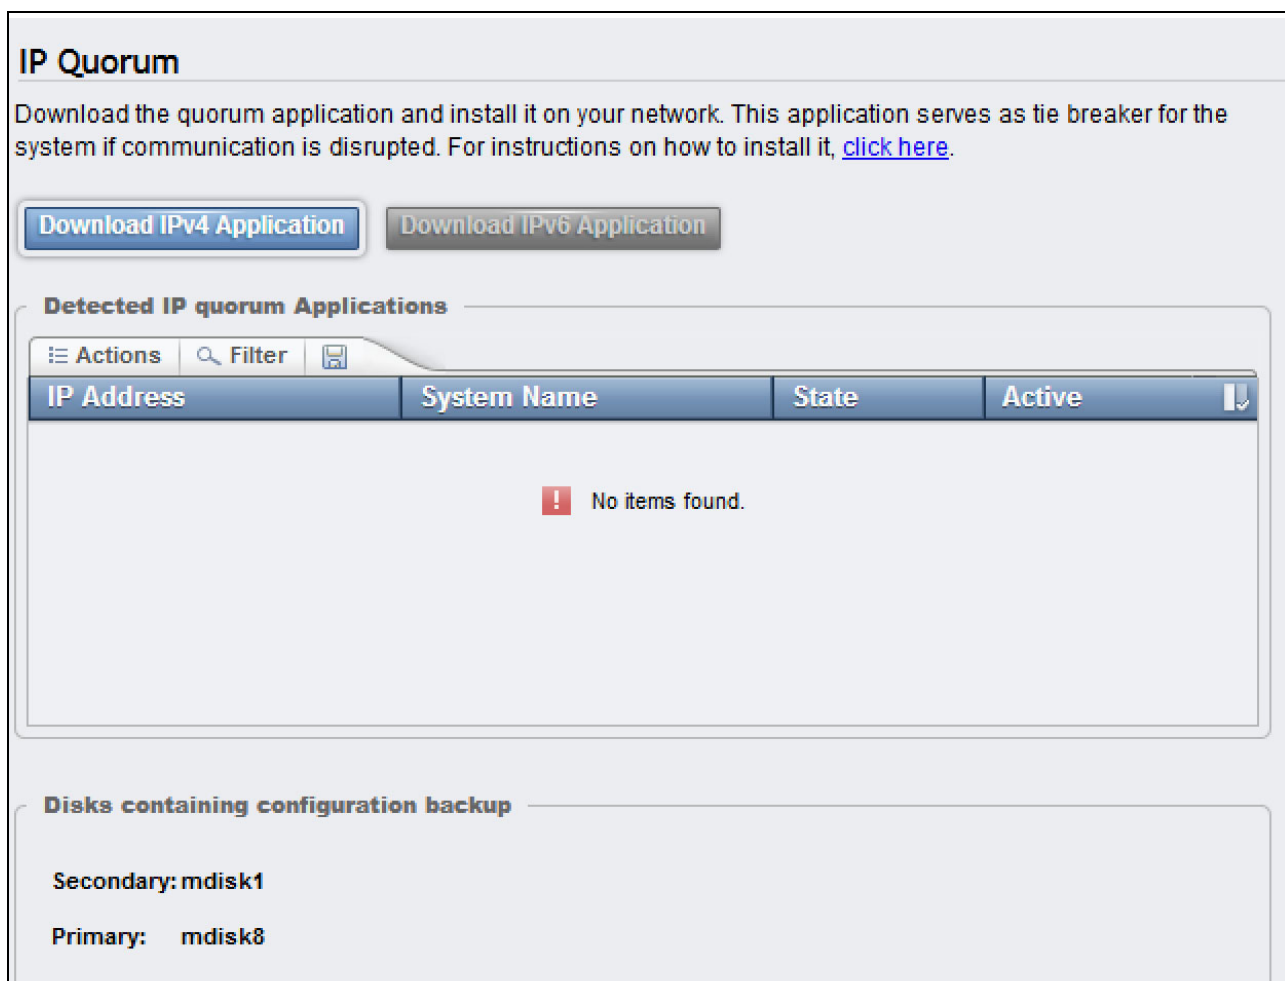 IP Quorum
Download the quorum application and install it on your network. This application serves as tie breaker for the
system if communication is disrupted. For instructions on how to install it, click here.
Download IPv4 Application Download IPv6 Application
Detected IP quorum Applications
Actions Filter
IP Address System Name State Active
! No items found.
Disks containing configuration backup
Secondary: mdisk1
Primary: mdisk8